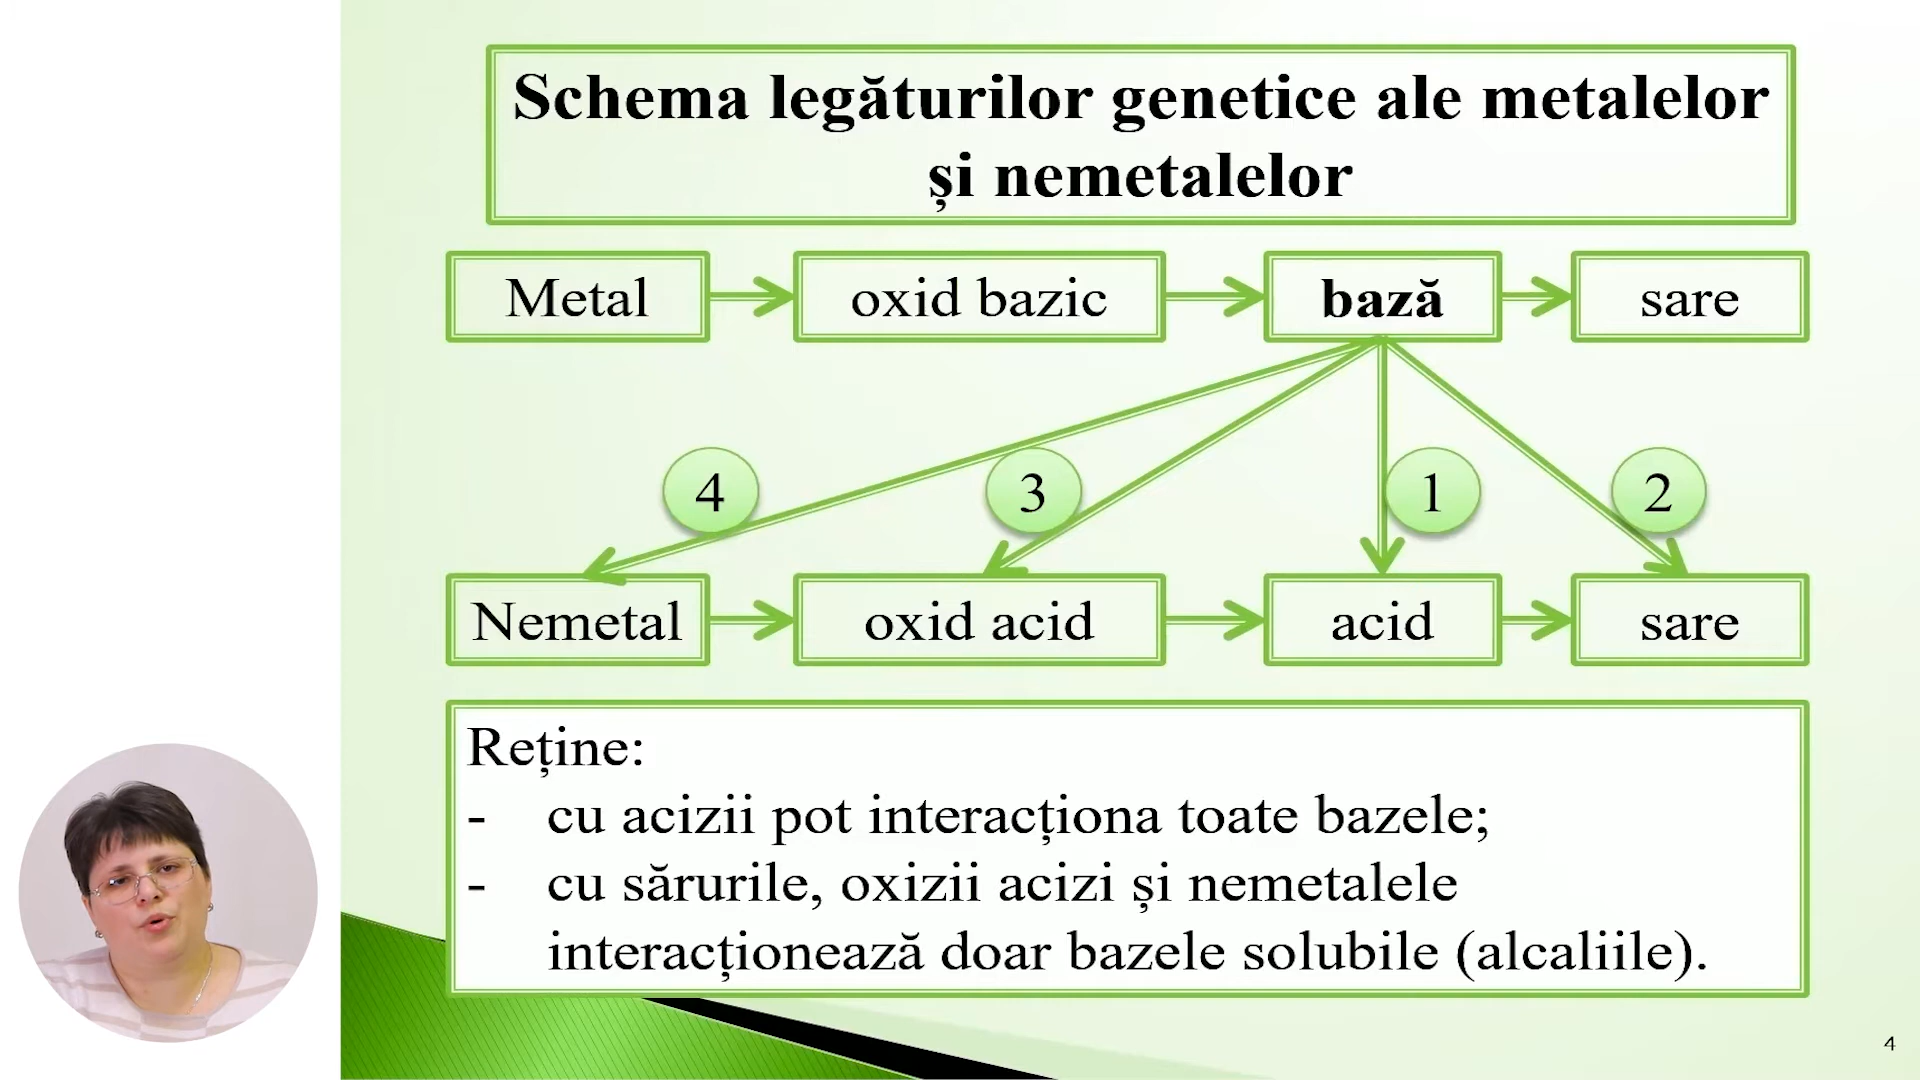 Schema legăturilor genetice ale metalelor
și nemetalelor
Metal
oxid bazic
bază
sare
4
3
1
2
Nemetal
oxid acid
acid
sare
Reține:
- cu acizii pot interacționa toate bazele;
- cu sărurile, oxizii acizi și nemetalele
interacționează doar bazele solubile (alcaliile).
4